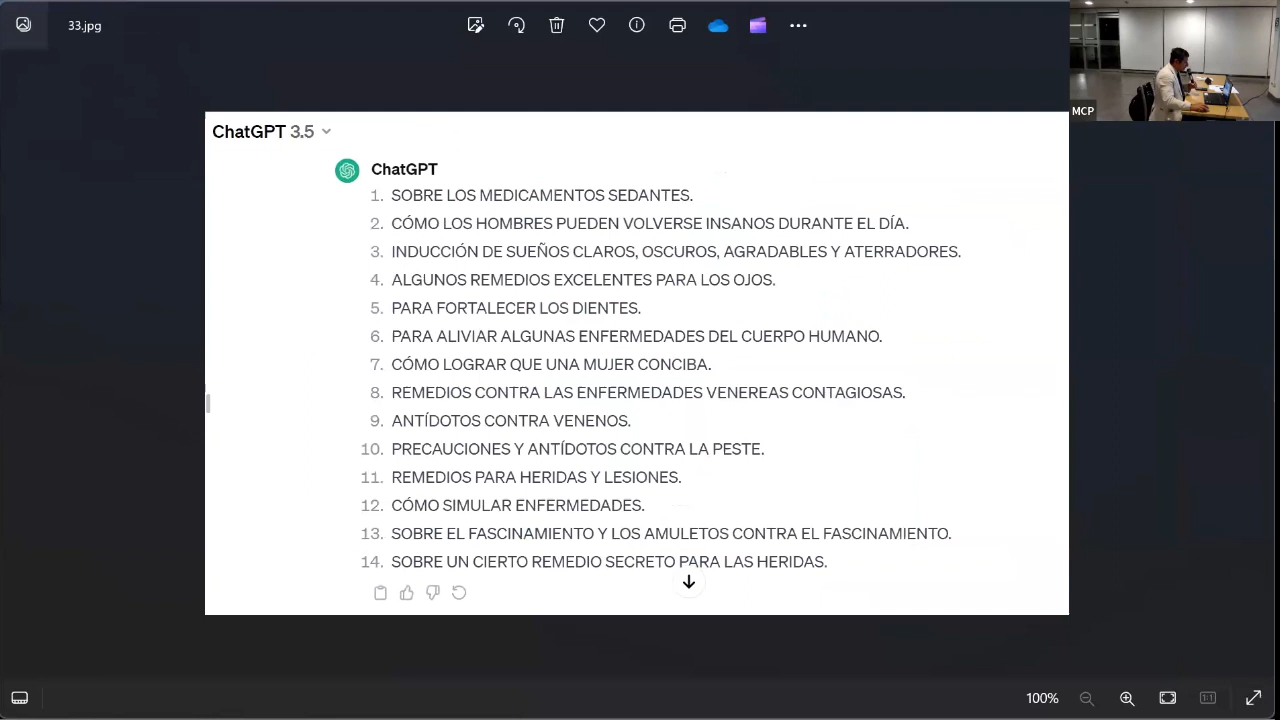 33.jpg
MCP
ChatGPT 3.5
ChatGPT
1. SOBRE LOS MEDICAMENTOS SEDANTES.
2. CÓMO LOS HOMBRES PUEDEN VOLVERSE INSANOS DURANTE EL DÍA.
3. INDUCCIÓN DE SUEÑOS CLAROS, OSCUROS, AGRADABLES Y ATERRADORES.
4. ALGUNOS REMEDIOS EXCELENTES PARA LOS OJOS.
5. PARA FORTALECER LOS DIENTES.
6. PARA ALIVIAR ALGUNAS ENFERMEDADES DEL CUERPO HUMANO.
7. CÓMO LOGRAR QUE UNA MUJER CONCIBA.
8. REMEDIOS CONTRA LAS ENFERMEDADES VENEREAS CONTAGIOSAS.
9. ANTÍDOTOS CONTRA VENENOS.
10. PRECAUCIONES Y ANTÍDOTOS CONTRA LA PESTE.
11. REMEDIOS PARA HERIDAS Y LESIONES.
12. CÓMO SIMULAR ENFERMEDADES.
13. SOBRE EL FASCINAMIENTO Y LOS AMULETOS CONTRA EL FASCINAMIENTO.
14. SOBRE UN CIERTO REMEDIO SECRETO PARA LAS HERIDAS.
100%
1:1